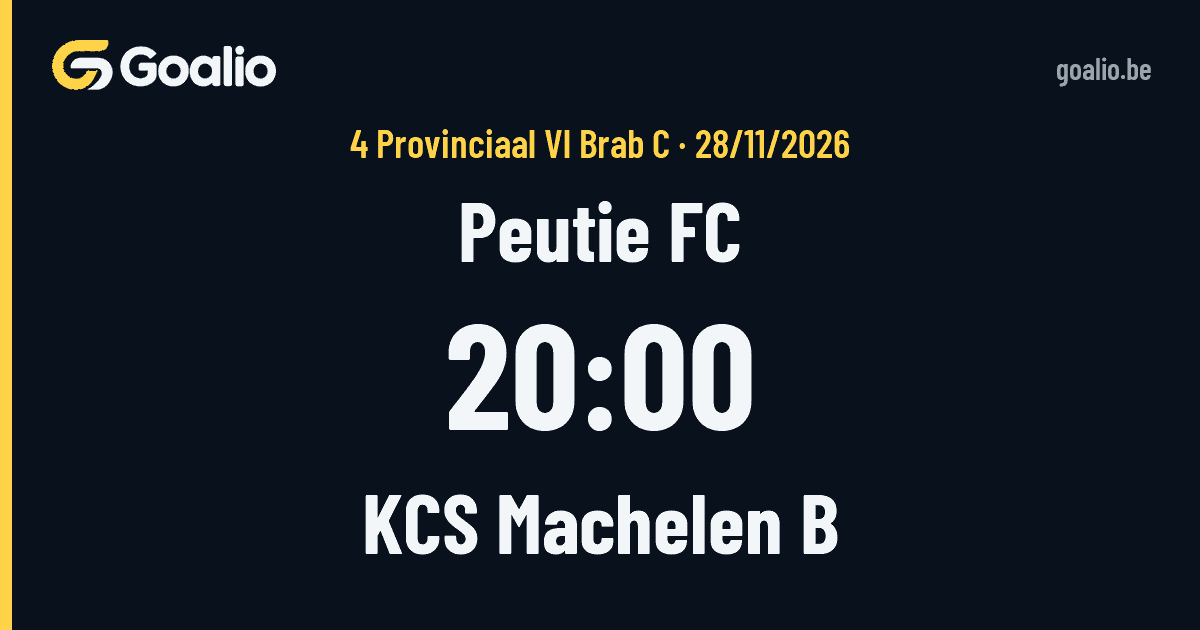 Goalio
goalio.be
4 Provinciaal Vl Brab C · 28/11/2026
Peutie FC
20:00
KCS Machelen B